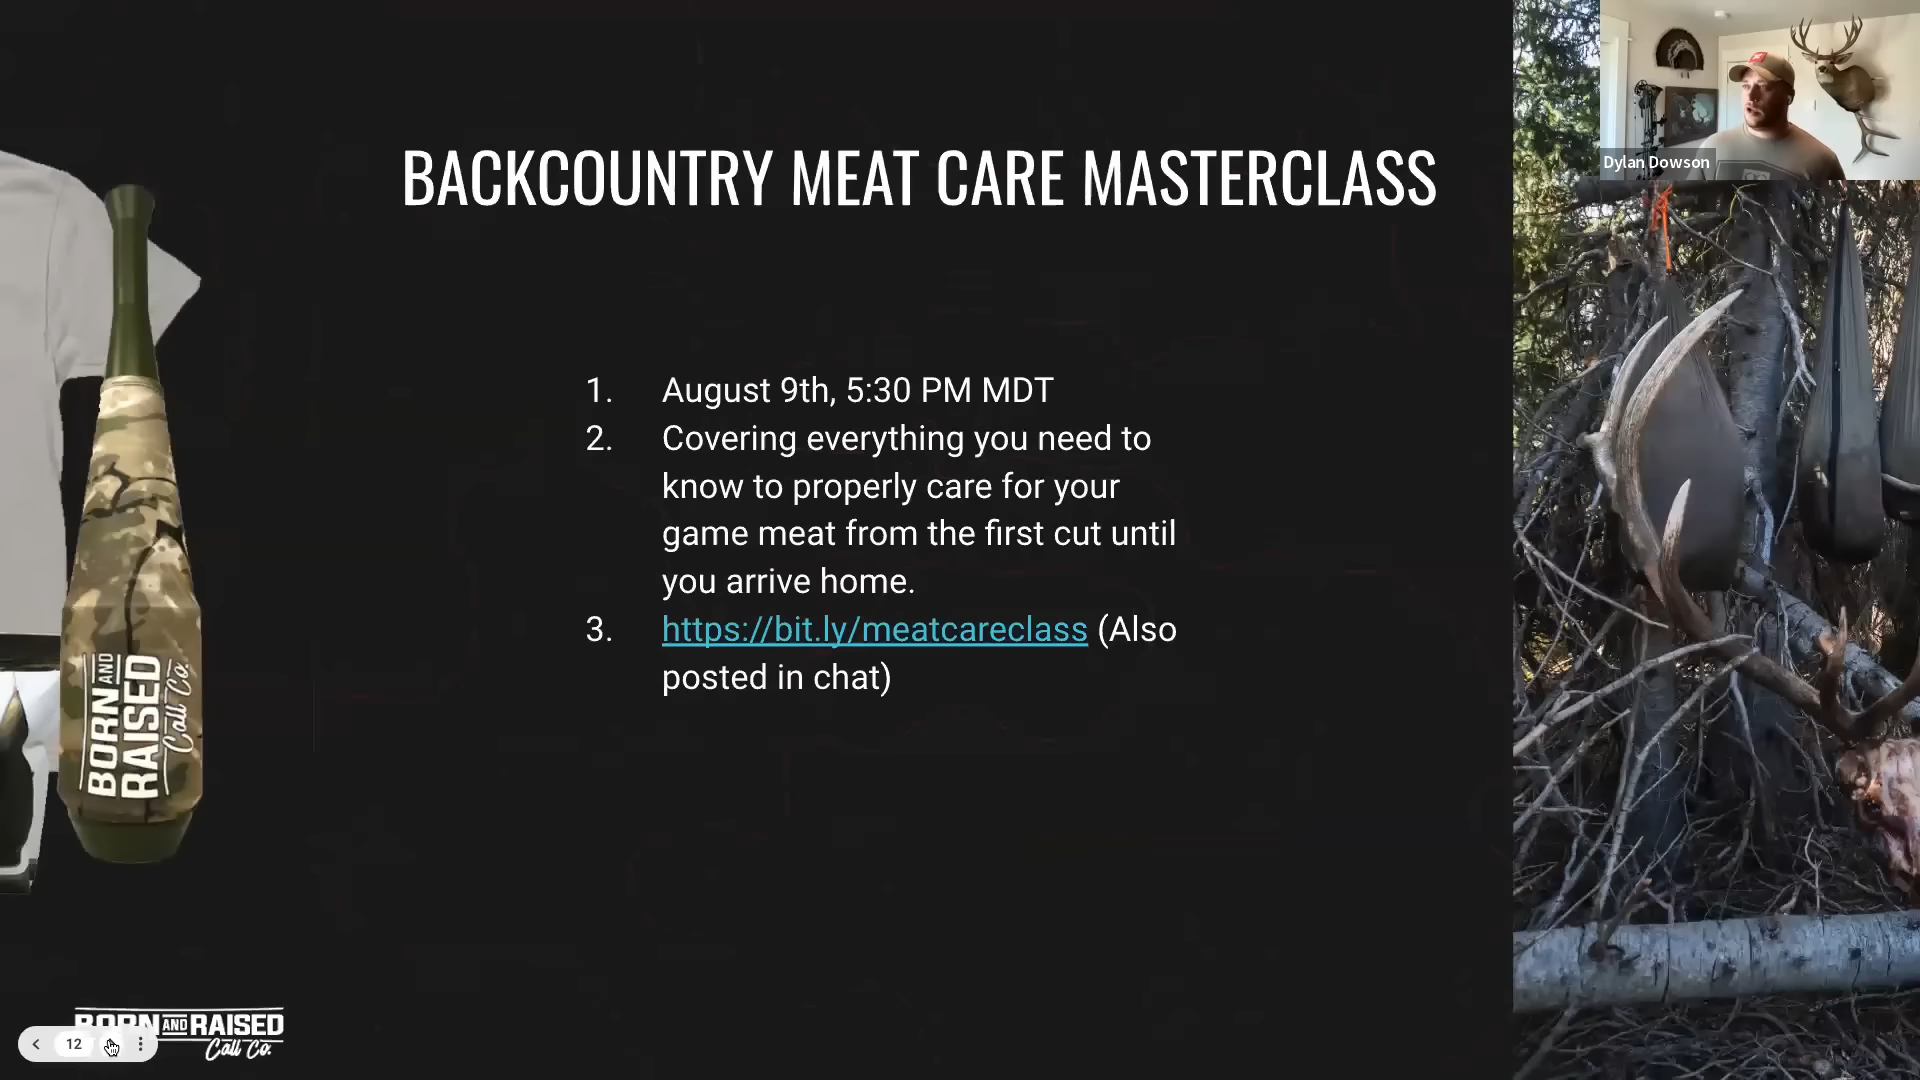 BACKCOUNTRY MEAT CARE MASTERCLASS
Dylan Dowson
1. August 9th, 5:30 PM MDT
2. Covering everything you need to
know to properly care for your
game meat from the first cut until
you arrive home.
3. https://bit.ly/meatcareclass (Also
posted in chat)
BORN AND
RAISED
Call Co.
BORN AND RAISED
Call Co.
12